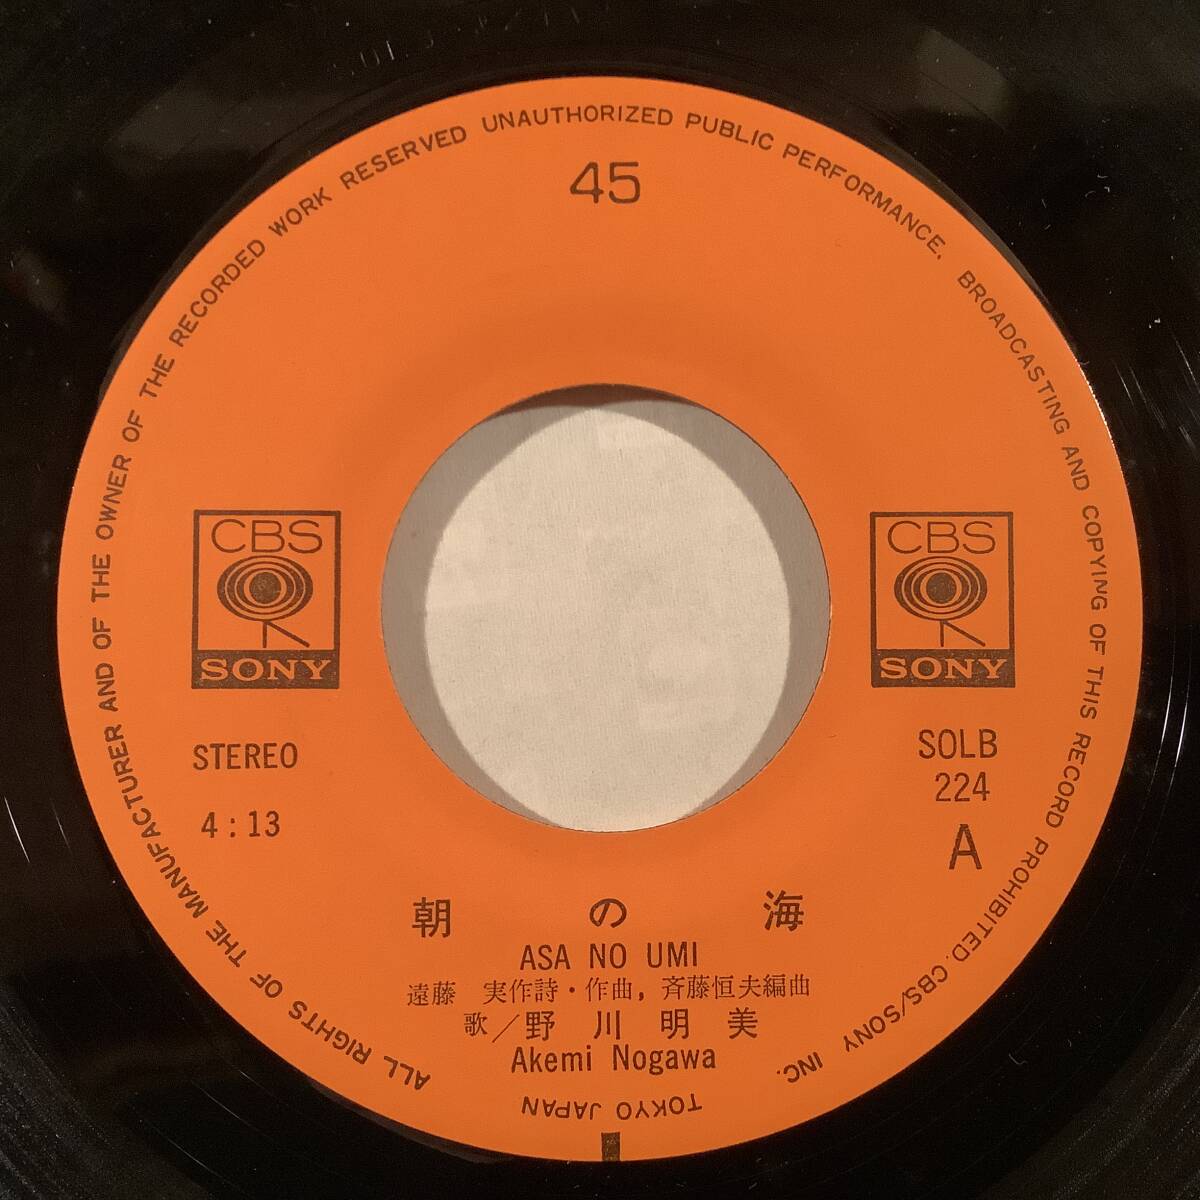 ALL RIGHTS OF THE MANUFACTURER AND OF THE OWNER OF THE RECORDED WORK RESERVED UNAUTHORIZED PUBLIC PERFORMANCE, BROADCASTING AND COPYING OF THIS RECORD PROHIBITED. CBS/SONY INC.
TOKYO JAPAN
45
CBS
SONY
CBS
SONY
STEREO
4:13
SOLB
224
A
朝の海
ASA NO UMI
遠藤 実作詩・作曲, 斉藤恒夫編曲
歌/野川明美
Akemi Nogawa